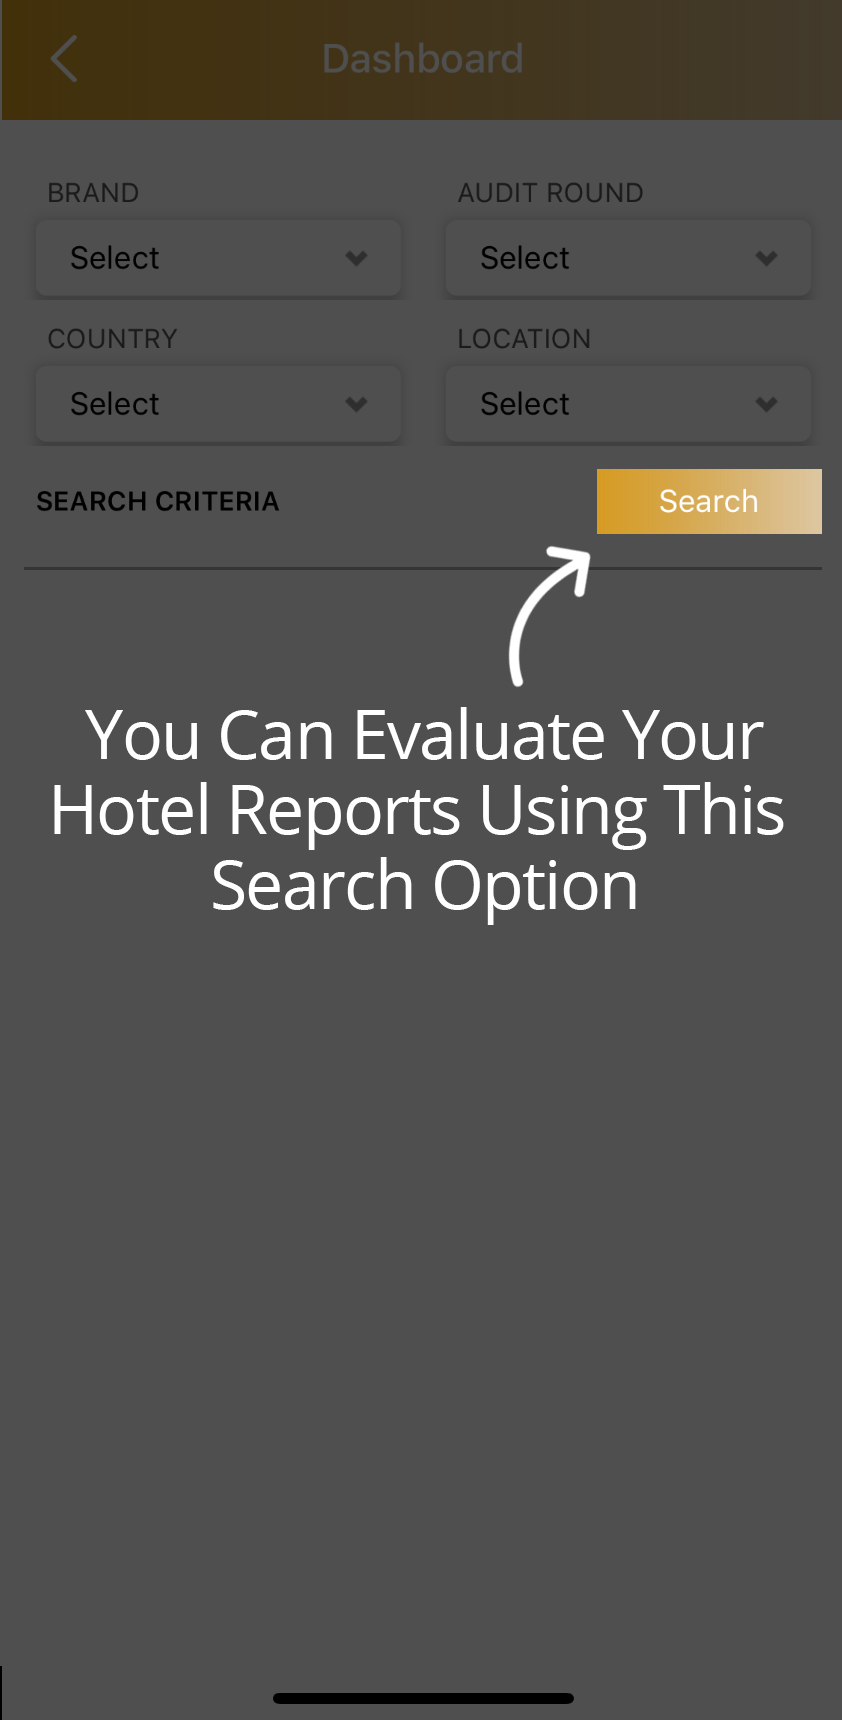 Dashboard
BRAND AUDIT ROUND
Select Select
COUNTRY LOCATION
Select Select
SEARCH CRITERIA Search
You Can Evaluate Your
Hotel Reports Using This
Search Option